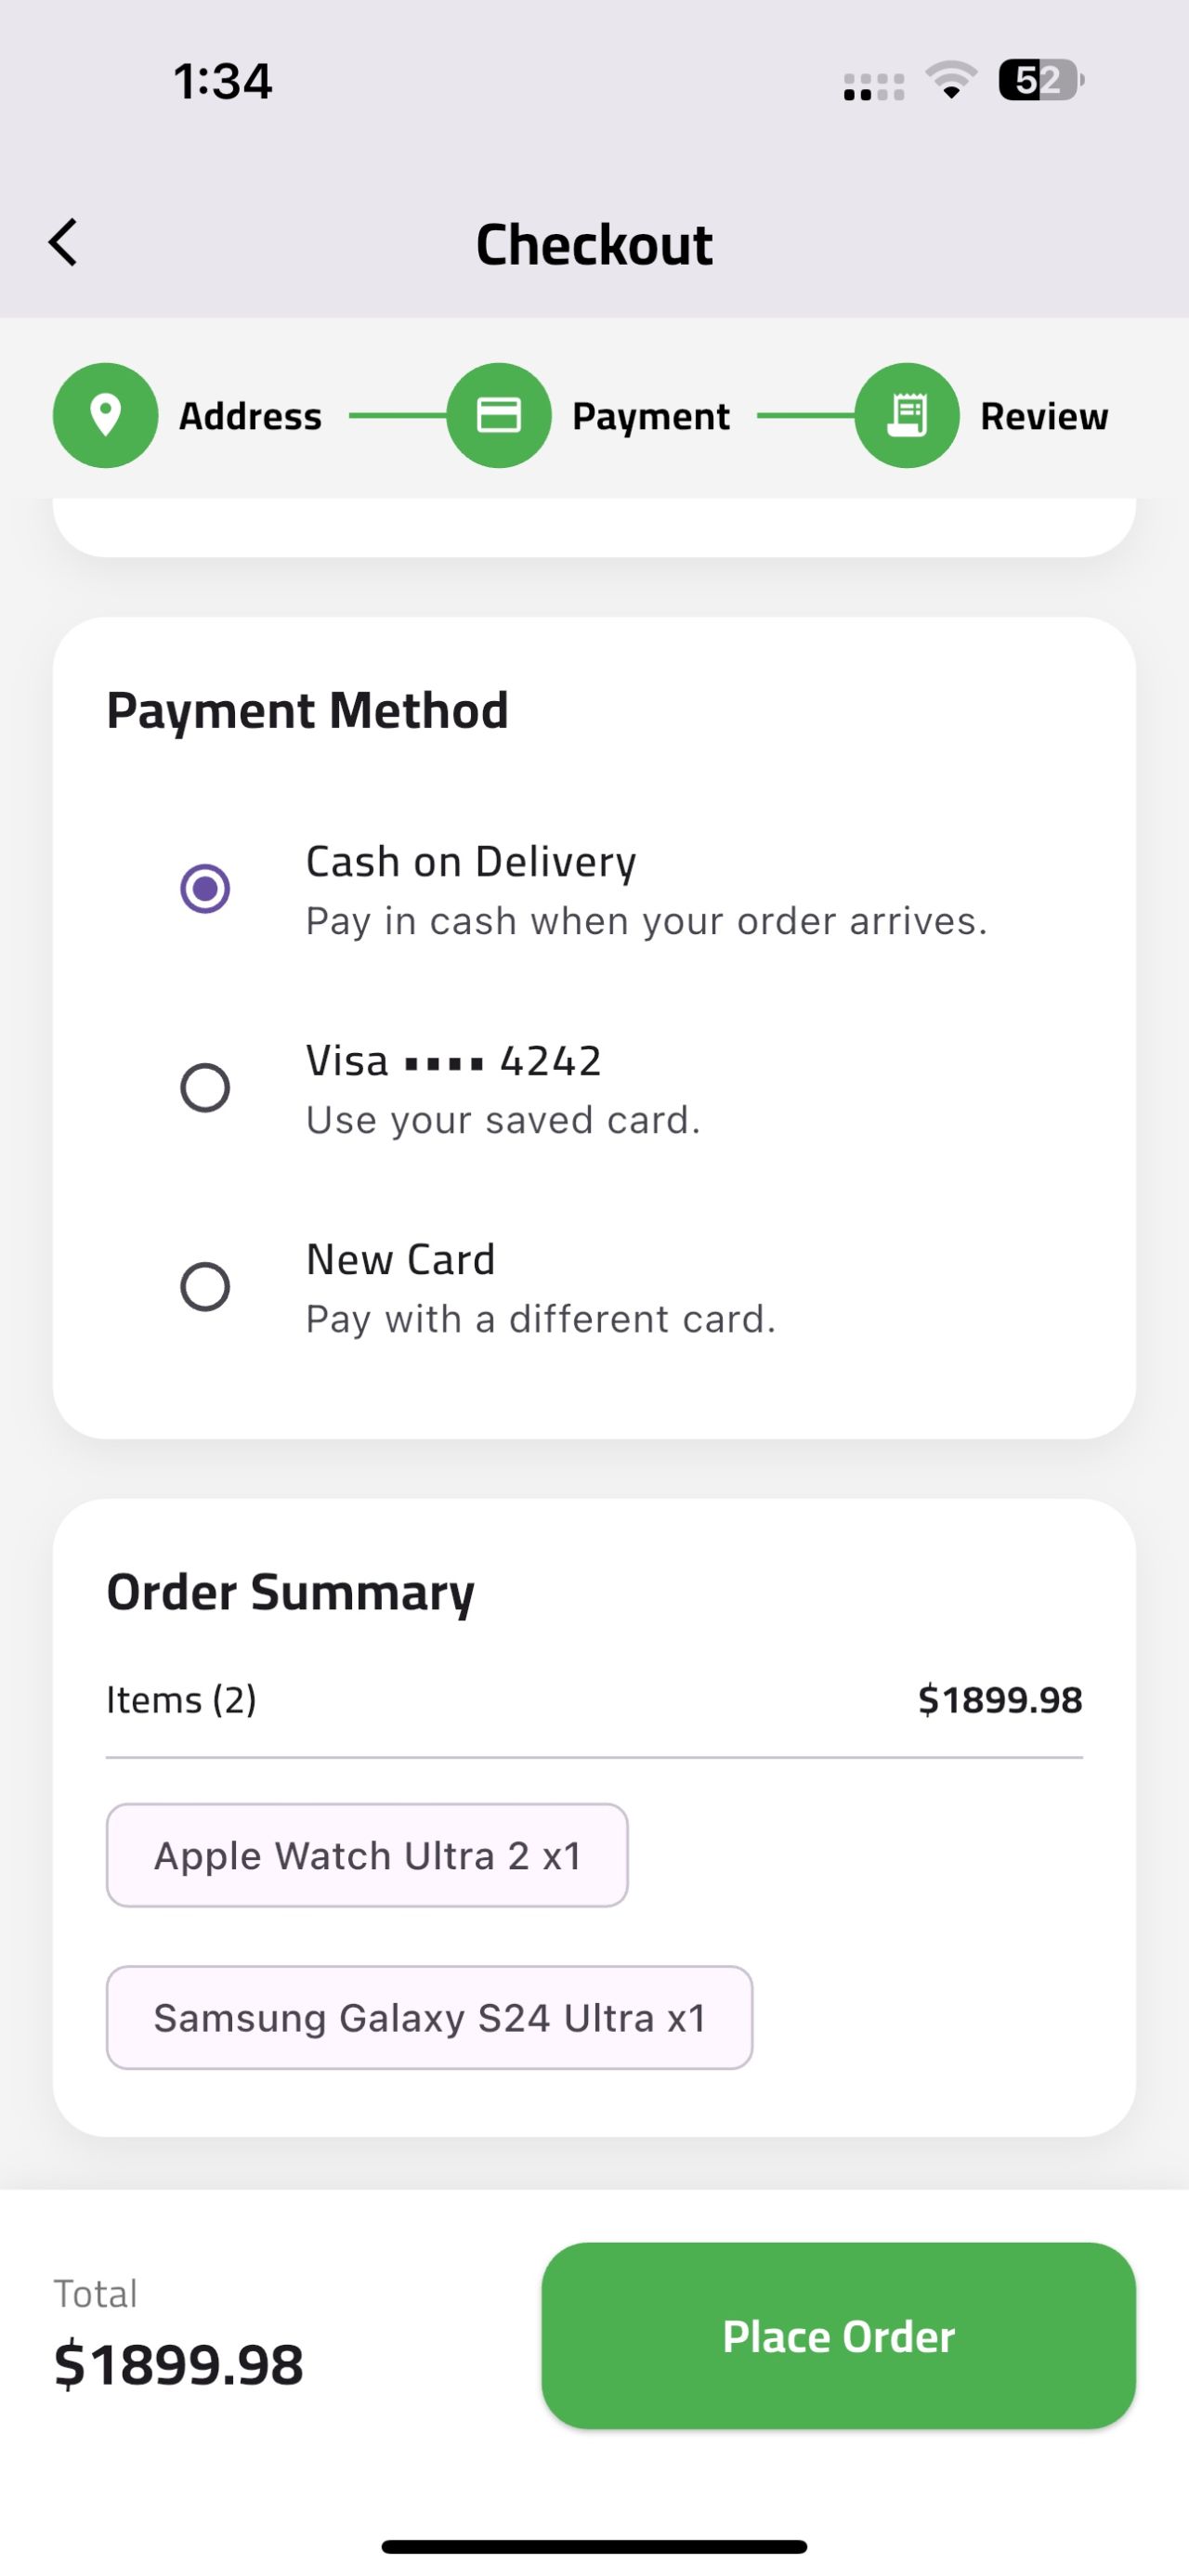 1:34
52
Checkout
Address
Payment
Review
Payment Method
Cash on Delivery
Pay in cash when your order arrives.
Visa ▪▪▪▪ 4242
Use your saved card.
New Card
Pay with a different card.
Order Summary
Items (2) $1899.98
Apple Watch Ultra 2 x1
Samsung Galaxy S24 Ultra x1
Total
$1899.98
Place Order